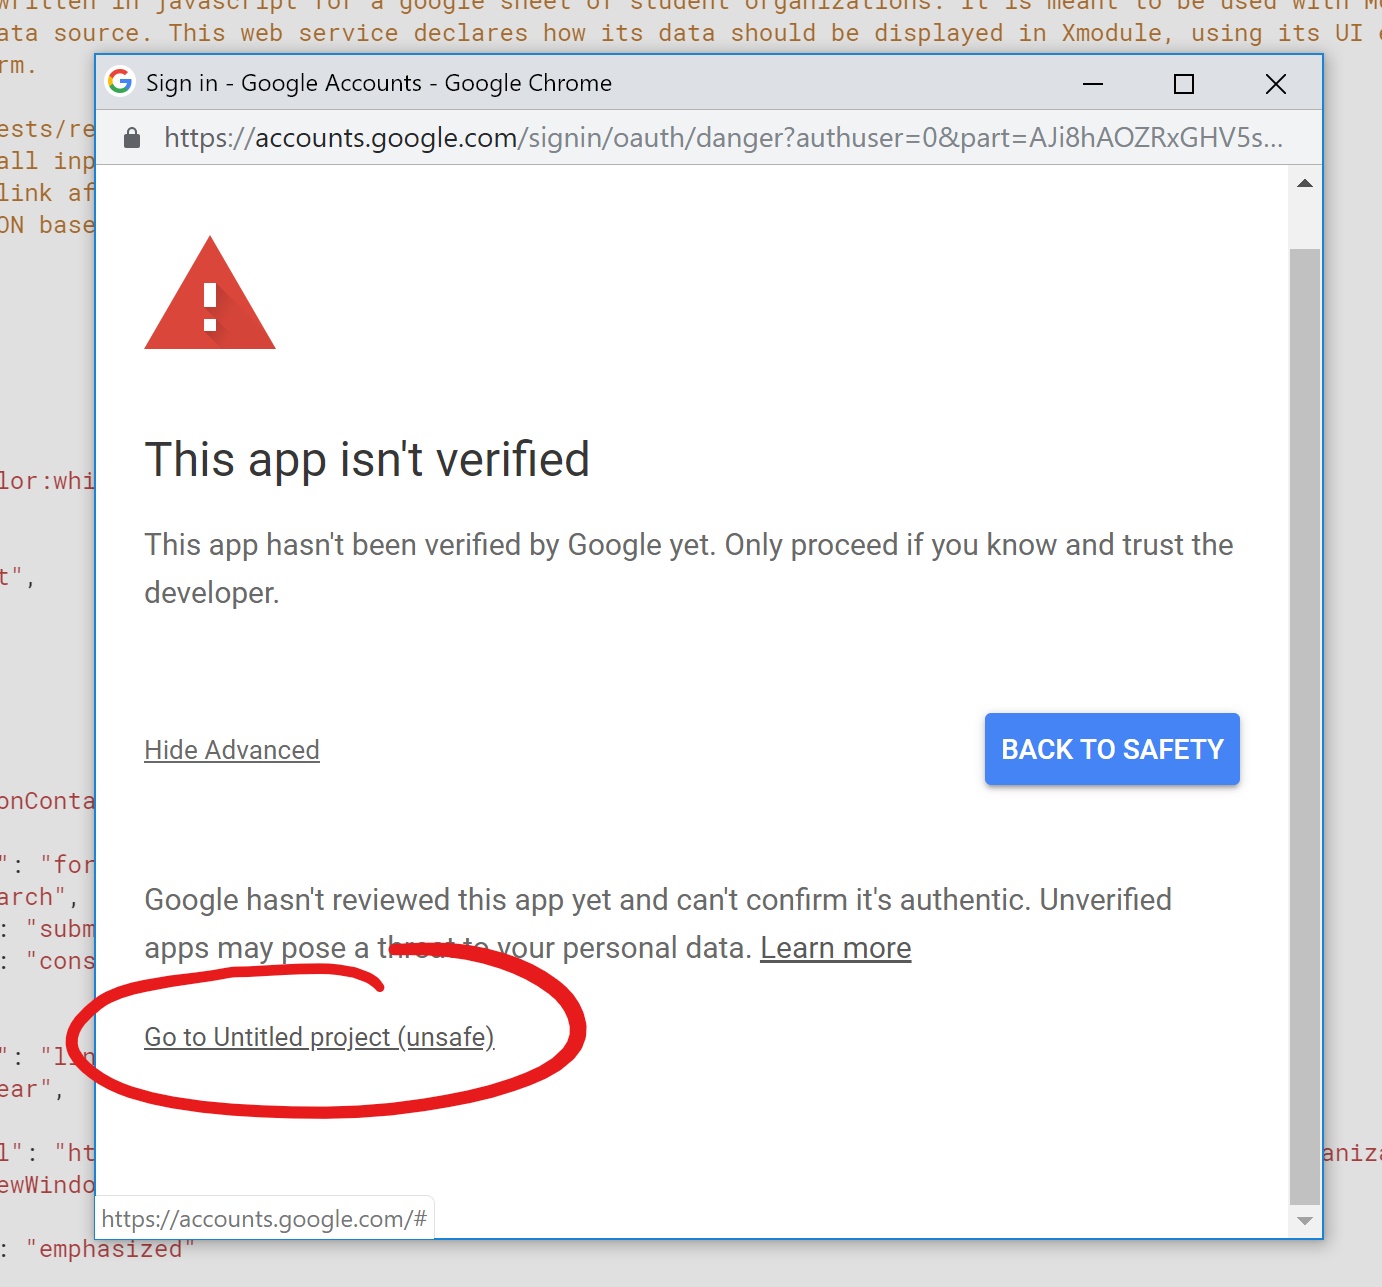 written in javascript for a google sheet of student organizations. It is meant to be used with Mo
ata source. This web service declares how its data should be displayed in Xmodule, using its UI e
rm.
Sign in - Google Accounts - Google Chrome
https://accounts.google.com/signin/oauth/danger?authuser=0&part=AJi8hAOZRxGHV5s...
ests/re
all inp
link af
ON base
This app isn't verified
lor:whi
This app hasn't been verified by Google yet. Only proceed if you know and trust the
t",
developer.
Hide Advanced
BACK TO SAFETY
onConta
": "for
arch",
Google hasn't reviewed this app yet and can't confirm it's authentic. Unverified
: "subm
apps may pose a threat to your personal data. Learn more
: "cons
Go to Untitled project (unsafe)
": "lin
ear",
l": "ht
aniza
ewWindo
https://accounts.google.com/#
: "emphasized"